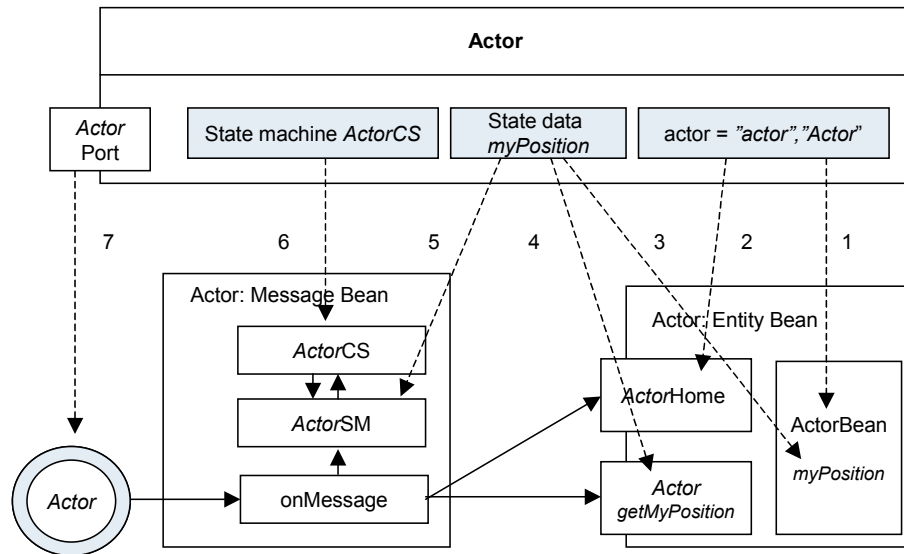 Actor
Actor
Port
State machine ActorCS
State data
myPosition
actor = ”actor”,”Actor”
7
6
5
4
3
2
1
Actor: Message Bean
Actor: Entity Bean
ActorCS
ActorHome
ActorBean
ActorSM
myPosition
Actor
onMessage
Actor
getMyPosition